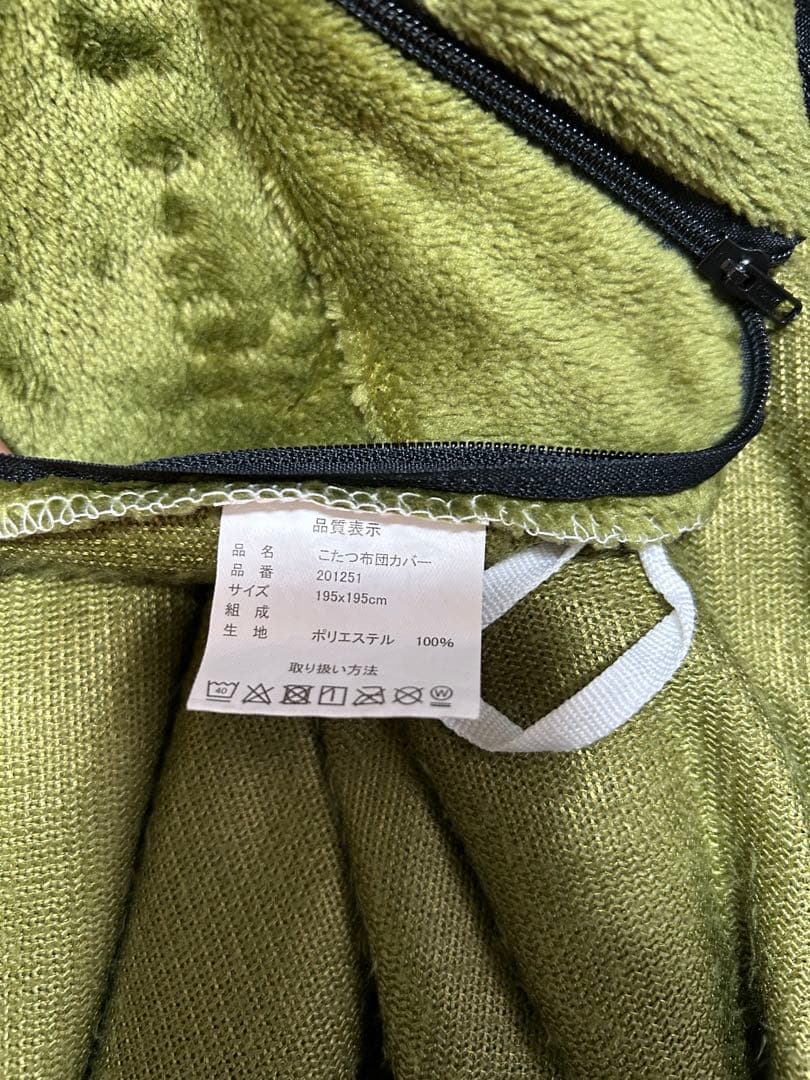 品質表示
品 名 こたつ布団カバー
品 番 201251
サイズ 195x195cm
組 成
生 地 ポリエステル 100%
取り扱い方法
40 W